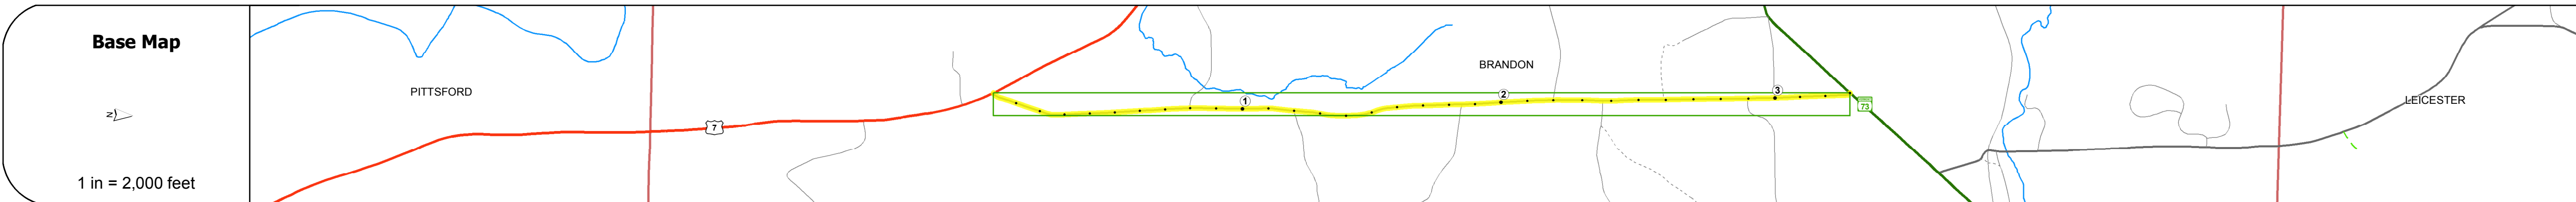 Base Map
N
1 in = 2,000 feet
PITTSFORD
7
1
BRANDON
2
3
73
LEICESTER